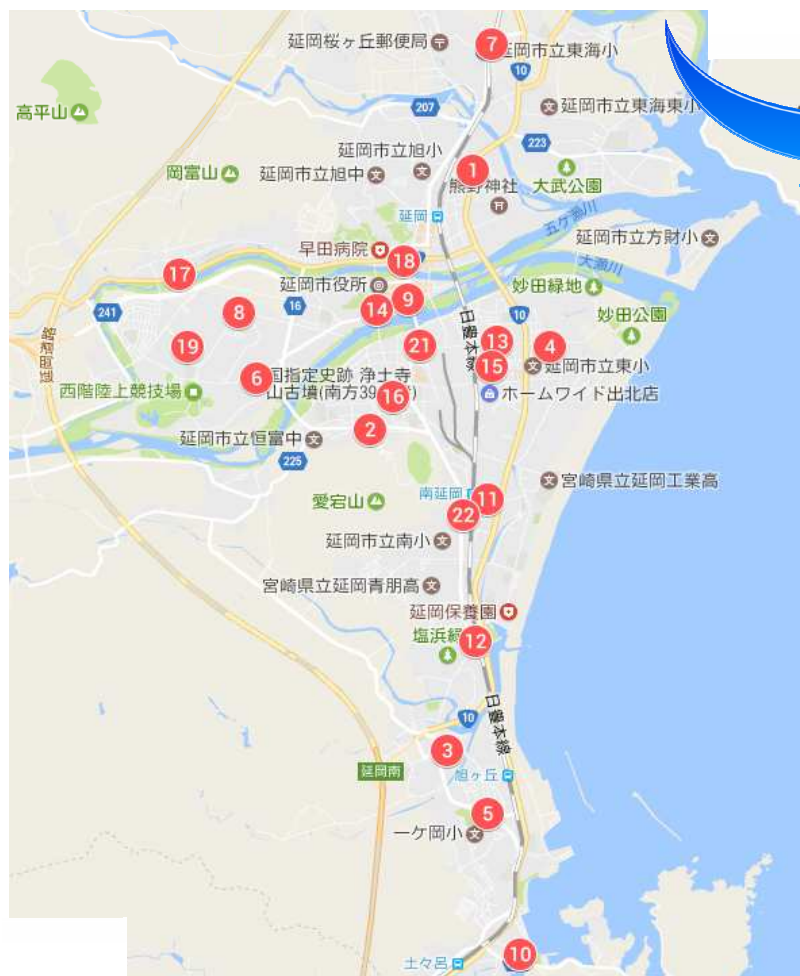 延岡桜ヶ丘郵便局
7
延岡市立東海小
10
高平山
207
延岡市立東海東小
223
延岡市立旭小
岡富山
延岡市立旭中
1
大武公園
熊野神社
延岡
五ヶ瀬川
延岡市立方財小
早田病院
18
大瀬川
17
延岡市役所
9
妙田緑地
241
8
16
14
10
妙田公園
日豊本線
19
21
13
4
15
延岡市立東小
6
国指定史跡 浄土寺
山古墳(南方39
西階陸上競技場
16
ホームワイド出北店
2
延岡市立恒富中
225
宮崎県立延岡工業高
愛宕山
南延岡
11
22
延岡市立南小
宮崎県立延岡青朋高
延岡保養園
塩浜緑
12
10
日豊本線
3
延岡南
旭ヶ丘
5
一ケ岡小
10
土々呂